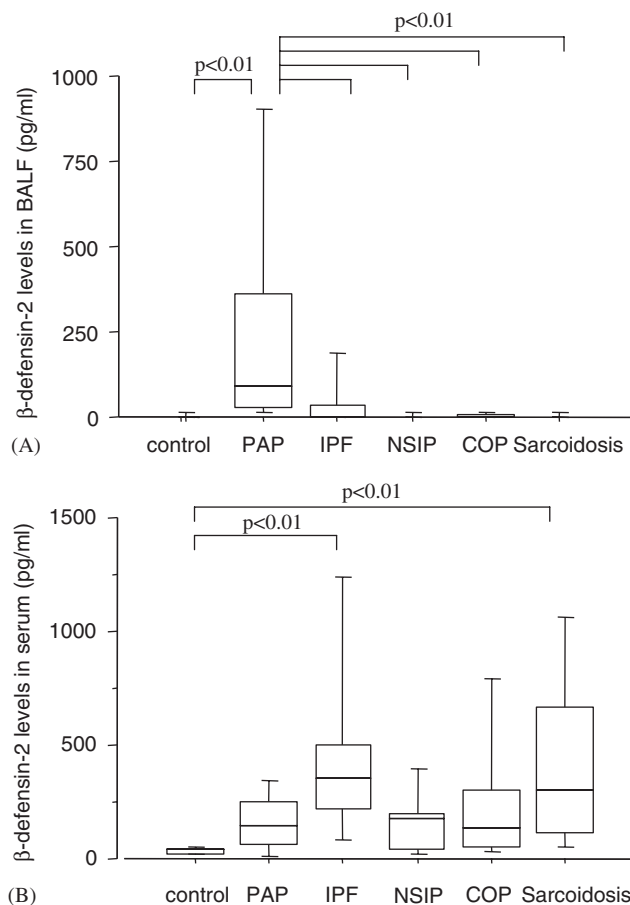 p<0.01
p<0.01
1000
750
500
250
0
β-defensin-2 levels in BALF (pg/ml)
control PAP IPF NSIP COP Sarcoidosis
(A)
p<0.01
p<0.01
1500
1000
500
0
β-defensin-2 levels in serum (pg/ml)
control PAP IPF NSIP COP Sarcoidosis
(B)